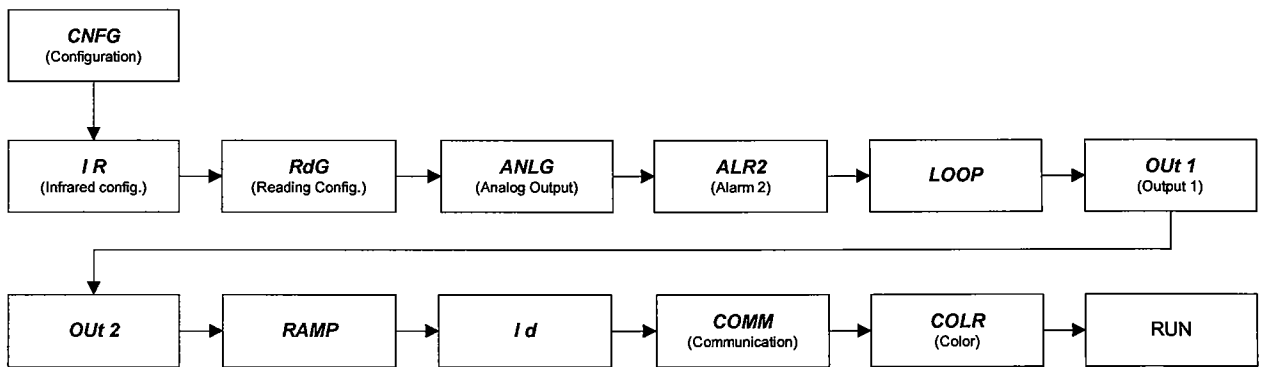 CNFG
(Configuration)
I R
(Infrared config.)
RdG
(Reading Config.)
ANLG
(Analog Output)
ALR2
(Alarm 2)
LOOP
OUt 1
(Output 1)
OUt 2
RAMP
I d
COMM
(Communication)
COLR
(Color)
RUN